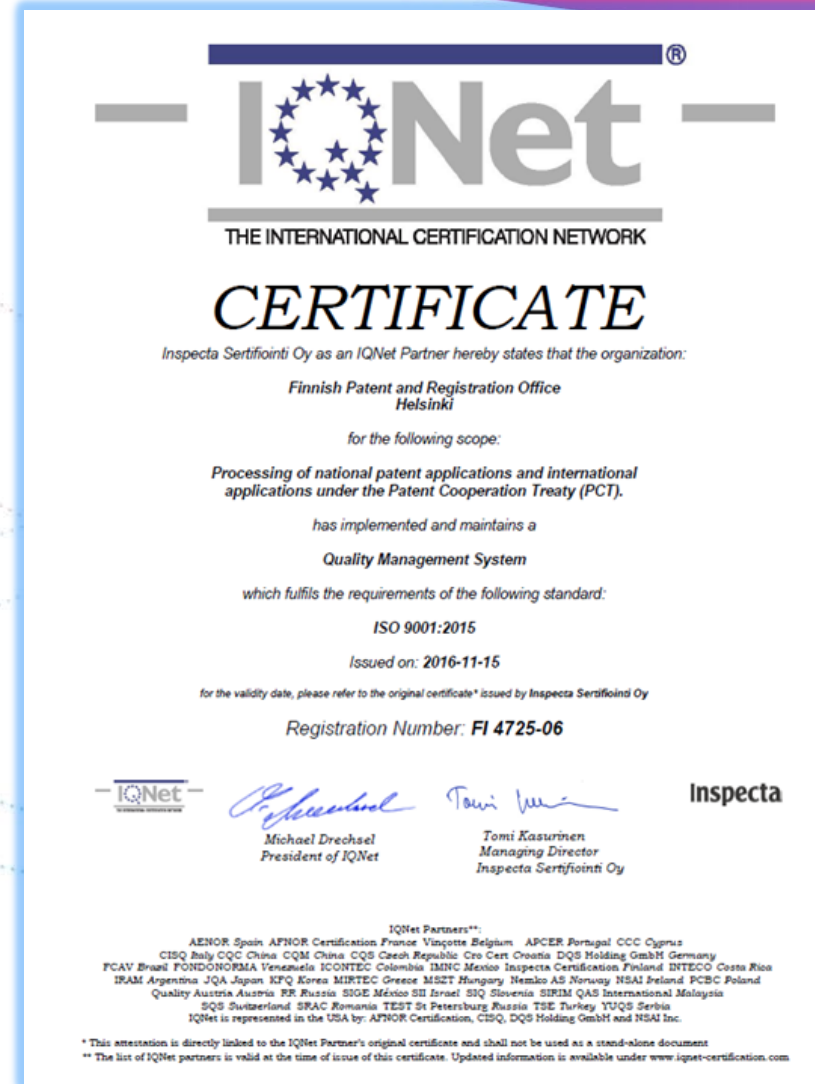 IQNet ®
THE INTERNATIONAL CERTIFICATION NETWORK
CERTIFICATE
Inspecta Sertifiointi Oy as an IQNet Partner hereby states that the organization:
Finnish Patent and Registration Office
Helsinki
for the following scope:
Processing of national patent applications and international
applications under the Patent Cooperation Treaty (PCT).
has implemented and maintains a
Quality Management System
which fulfils the requirements of the following standard:
ISO 9001:2015
Issued on: 2016-11-15
for the validity date, please refer to the original certificate* issued by Inspecta Sertifiointi Oy
Registration Number: FI 4725-06
IQNet
Inspecta
Michael Drechsel
President of IQNet
Tomi Kasurinen
Managing Director
Inspecta Sertifiointi Oy
IQNet Partners**:
AENOR Spain AFNOR Certification France Vinçotte Belgium APCER Portugal CCC Cyprus
CISQ Italy CQC China CQM China CQS Czech Republic Cro Cert Croatia DQS Holding GmbH Germany
FCAV Brazil FONDONORMA Venezuela ICONTEC Colombia IMNC Mexico Inspecta Certification Finland INTECO Costa Rica
IRAM Argentina JQA Japan KFQ Korea MIRTEC Greece MSZT Hungary Nemko AS Norway NSAI Ireland PCBC Poland
Quality Austria Austria RR Russia SIGE México SII Israel SIQ Slovenia SIRIM QAS International Malaysia
SQS Switzerland SRAC Romania TEST St Petersburg Russia TSE Turkey YUQS Serbia
IQNet is represented in the USA by: AFNOR Certification, CISQ, DQS Holding GmbH and NSAI Inc.
* This attestation is directly linked to the IQNet Partner's original certificate and shall not be used as a stand-alone document
** The list of IQNet partners is valid at the time of issue of this certificate. Updated information is available under www.iqnet-certification.com